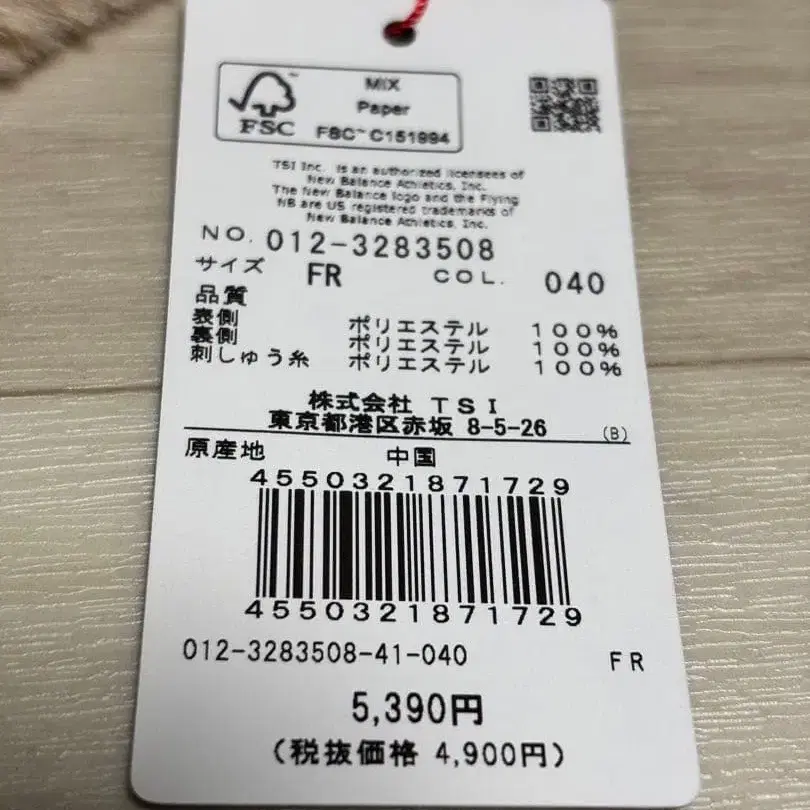 MIX
Paper
FSC™ C151994
FSC
TSI Inc. is an authorized licensees of
New Balance Athletics, Inc.
The New Balance logo and the Flying
NB are US registered trademarks of
New Balance Athletics, Inc.
NO. 012-3283508
サイズ FR COL. 040
品質
表側 ポリエステル 100%
裏側 ポリエステル 100%
刺しゅう糸 ポリエステル 100%
株式会社 TSI
東京都港区赤坂 8-5-26 (B)
原産地 中国
4550321871729
4550321871729
012-3283508-41-040 FR
5,390円
(税抜価格 4,900円)